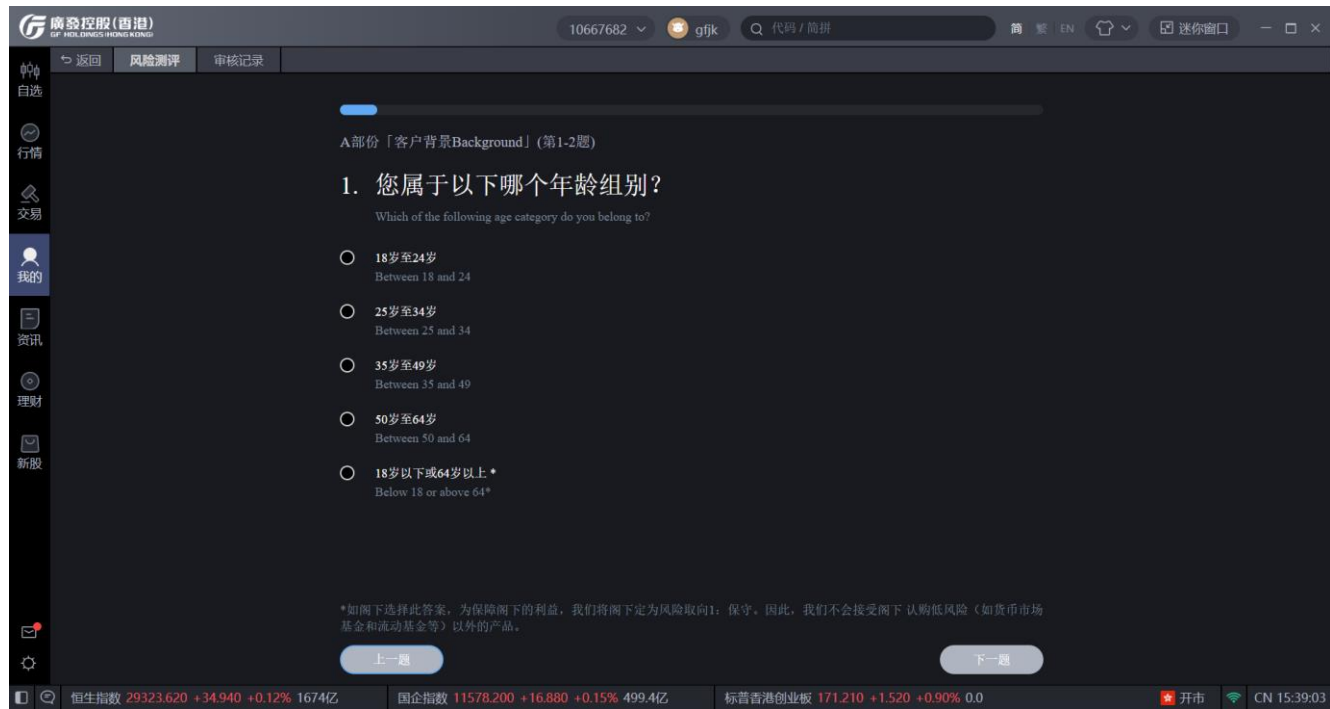 廣發控股(香港)
GF HOLDINGS(HONG KONG)
10667682
gfjk
代码 / 简拼
简 繁 EN
迷你窗口
返回 风险测评 审核记录
自选
行情
交易
我的
资讯
理财
新股
A部份「客户背景Background」(第1-2题)
1. 您属于以下哪个年龄组别?
Which of the following age category do you belong to?
18岁至24岁
Between 18 and 24
25岁至34岁
Between 25 and 34
35岁至49岁
Between 35 and 49
50岁至64岁
Between 50 and 64
18岁以下或64岁以上 *
Below 18 or above 64*
*如阁下选择此答案，为保障阁下的利益，我们将阁下定为风险取向1：保守。因此，我们不会接受阁下 认购低风险（如货币市场
基金和流动基金等）以外的产品。
上一题
下一题
恒生指数 29323.620 +34.940 +0.12% 1674亿 国企指数 11578.200 +16.880 +0.15% 499.4亿 标普香港创业板 171.210 +1.520 +0.90% 0.0 开市 CN 15:39:03